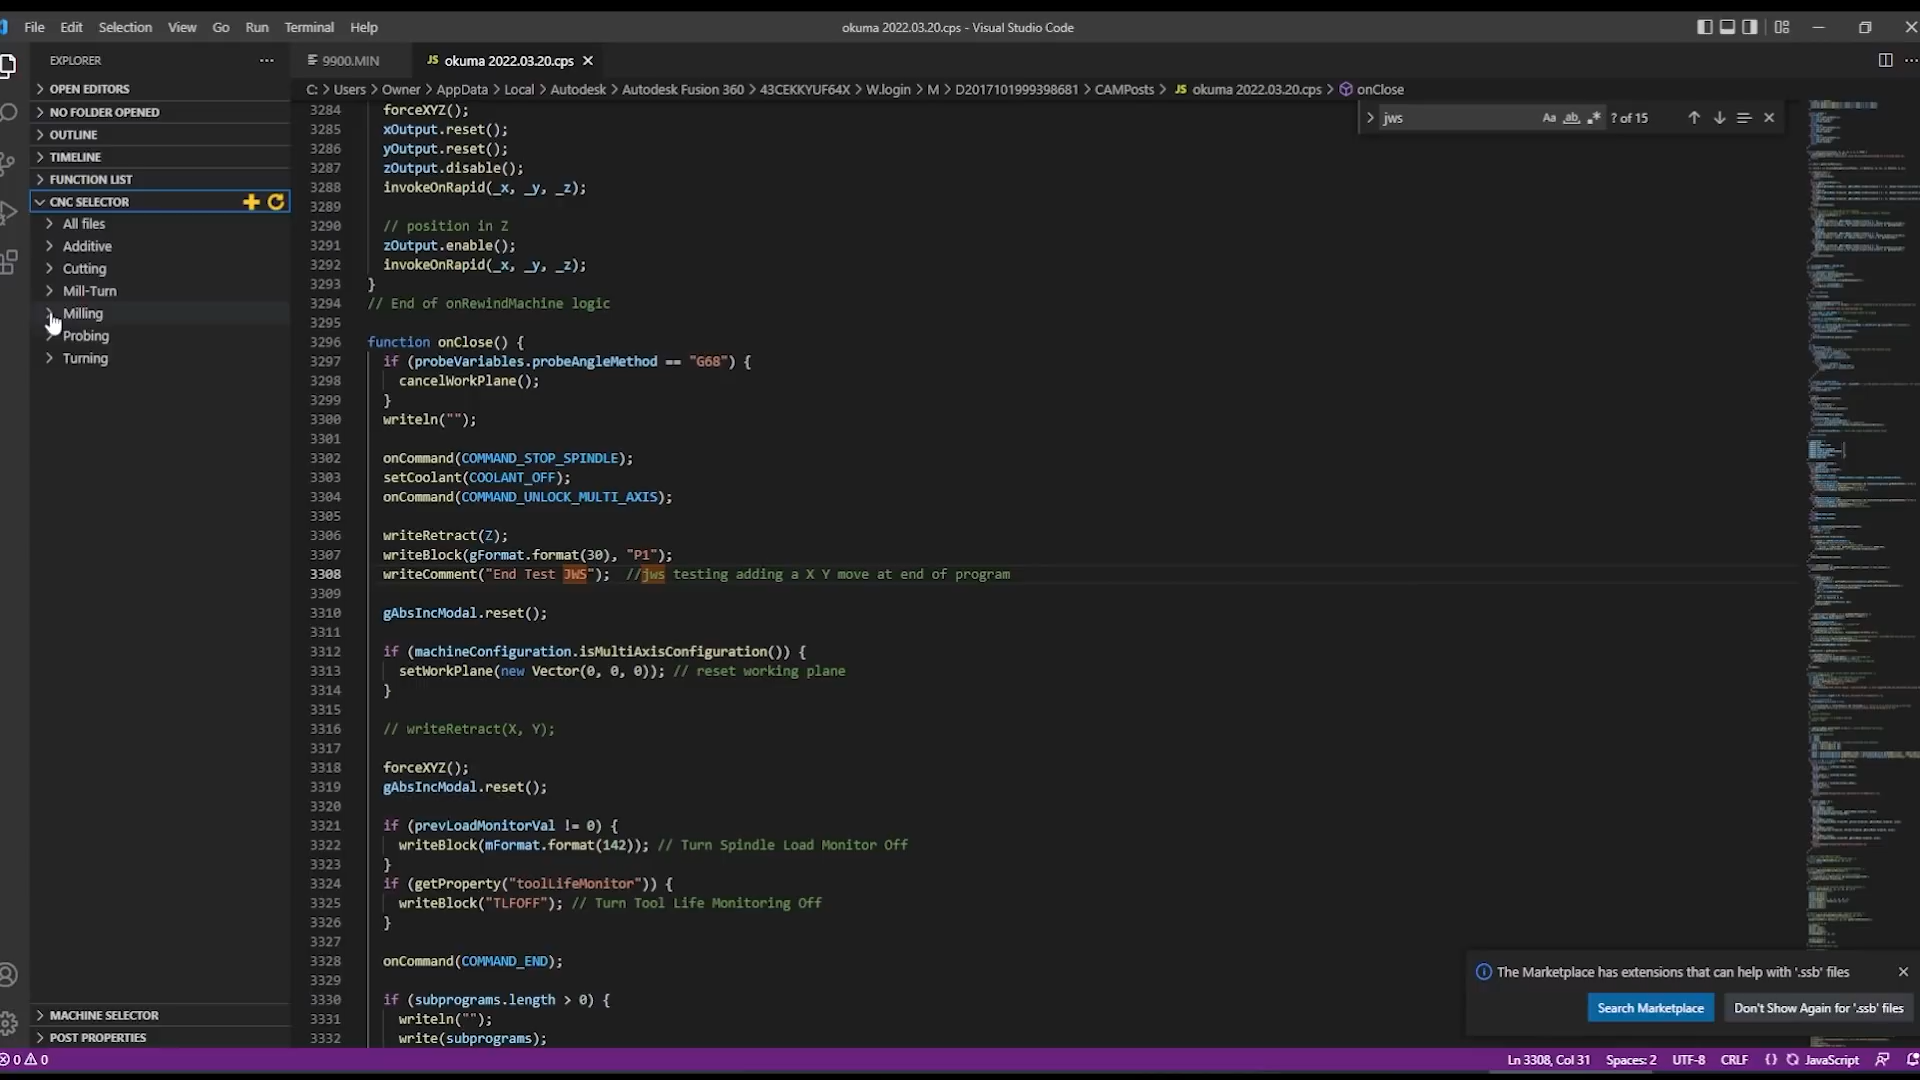 File Edit Selection View Go Run Terminal Help
okuma 2022.03.20.cps - Visual Studio Code
EXPLORER
OPEN EDITORS
NO FOLDER OPENED
OUTLINE
TIMELINE
FUNCTION LIST
CNC SELECTOR
All files
Additive
Cutting
Mill-Turn
Milling
Probing
Turning
MACHINE SELECTOR
POST PROPERTIES
9900.MIN
JS okuma 2022.03.20.cps
C: > Users > Owner > AppData > Local > Autodesk > Autodesk Fusion 360 > 43CEKKYUF64X > W.login > M > D2017101999398681 > CAMPosts > JS okuma 2022.03.20.cps > onClose
jws Aa ab .* ? of 15
3284 forceXYZ();
3285 xOutput.reset();
3286 yOutput.reset();
3287 zOutput.disable();
3288 invokeOnRapid(_x, _y, _z);
3289
3290 // position in Z
3291 zOutput.enable();
3292 invokeOnRapid(_x, _y, _z);
3293 }
3294 // End of onRewindMachine logic
3295
3296 function onClose() {
3297 if (probeVariables.probeAngleMethod == "G68") {
3298 cancelWorkPlane();
3299 }
3300 writeln("");
3301
3302 onCommand(COMMAND_STOP_SPINDLE);
3303 setCoolant(COOLANT_OFF);
3304 onCommand(COMMAND_UNLOCK_MULTI_AXIS);
3305
3306 writeRetract(Z);
3307 writeBlock(gFormat.format(30), "P1");
3308 writeComment("End Test JWS"); //jws testing adding a X Y move at end of program
3309
3310 gAbsIncModal.reset();
3311
3312 if (machineConfiguration.isMultiAxisConfiguration()) {
3313 setWorkPlane(new Vector(0, 0, 0)); // reset working plane
3314 }
3315
3316 // writeRetract(X, Y);
3317
3318 forceXYZ();
3319 gAbsIncModal.reset();
3320
3321 if (prevLoadMonitorVal != 0) {
3322 writeBlock(mFormat.format(142)); // Turn Spindle Load Monitor Off
3323 }
3324 if (getProperty("toolLifeMonitor")) {
3325 writeBlock("TLFOFF"); // Turn Tool Life Monitoring Off
3326 }
3327
3328 onCommand(COMMAND_END);
3329
3330 if (subprograms.length > 0) {
3331 writeln("");
3332 write(subprograms);
The Marketplace has extensions that can help with '.ssb' files
Search Marketplace
Don't Show Again for '.ssb' files
0 0
Ln 3308, Col 31 Spaces: 2 UTF-8 CRLF {} JavaScript